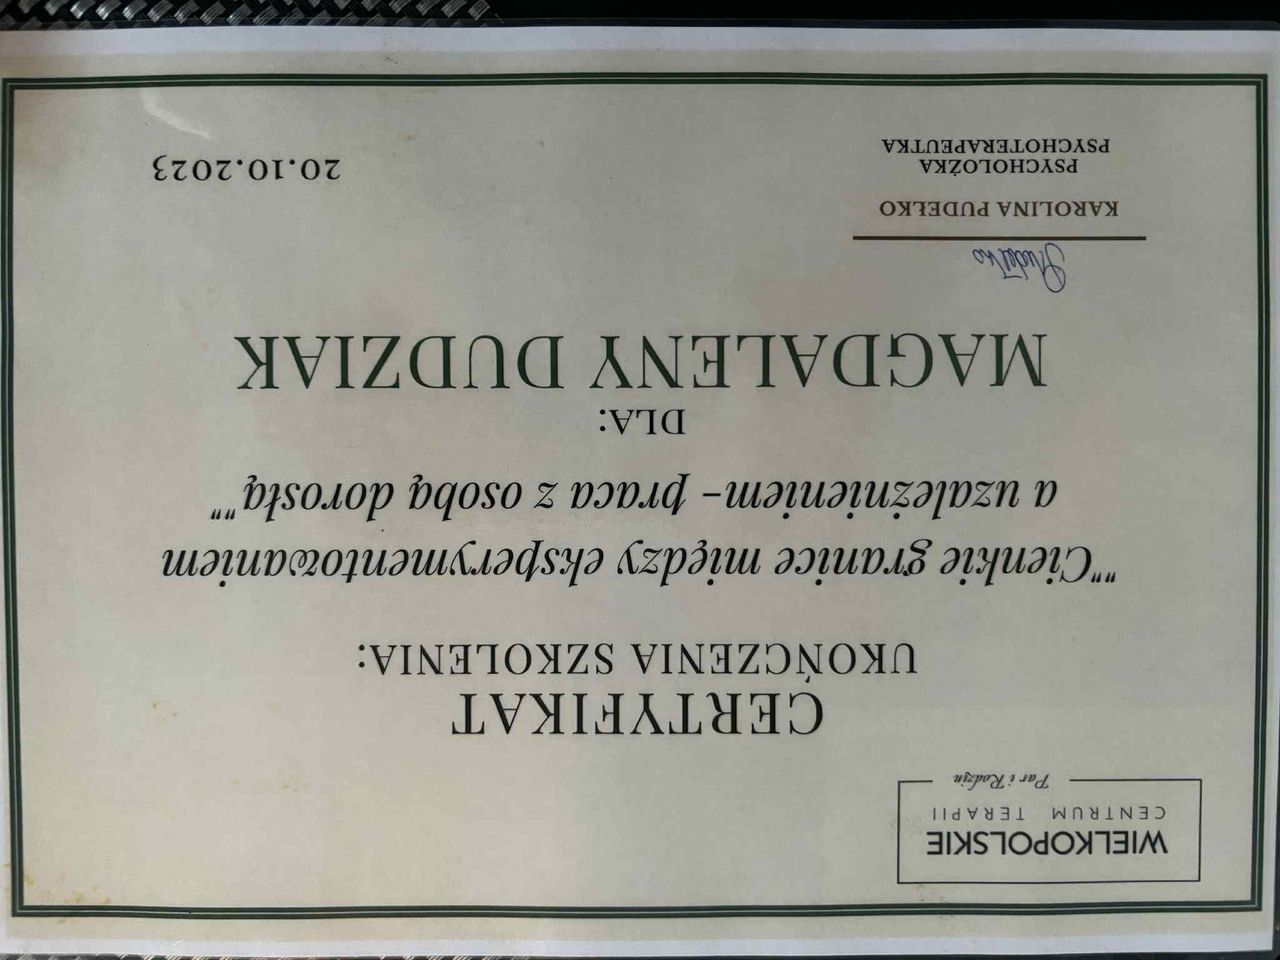 WIELKOPOLSKIE
CENTRUM TERAPII
Par i Rodzin
CERTYFIKAT
UKOŃCZENIA SZKOLENIA:
""Cienkie granice między eksperymentowaniem
a uzależnieniem- praca z osobą dorosłą""
DLA:
MAGDALENY DUDZIAK
Pudełko
KAROLINA PUDEŁKO
PSYCHOLOŻKA
PSYCHOTERAPEUTKA
20.10.2023